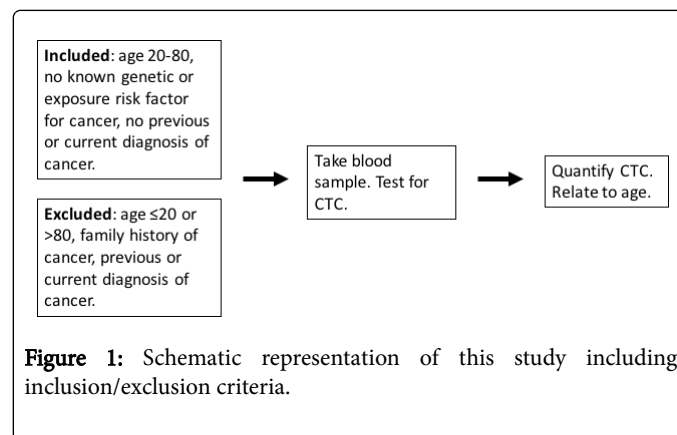 Included: age 20-80,
no known genetic or
exposure risk factor
for cancer, no previous
or current diagnosis of
cancer.
Excluded: age ≤20 or
>80, family history of
cancer, previous or
current diagnosis of
cancer.
Take blood
sample. Test for
CTC.
Quantify CTC.
Relate to age.
Figure 1: Schematic representation of this study including
inclusion/exclusion criteria.